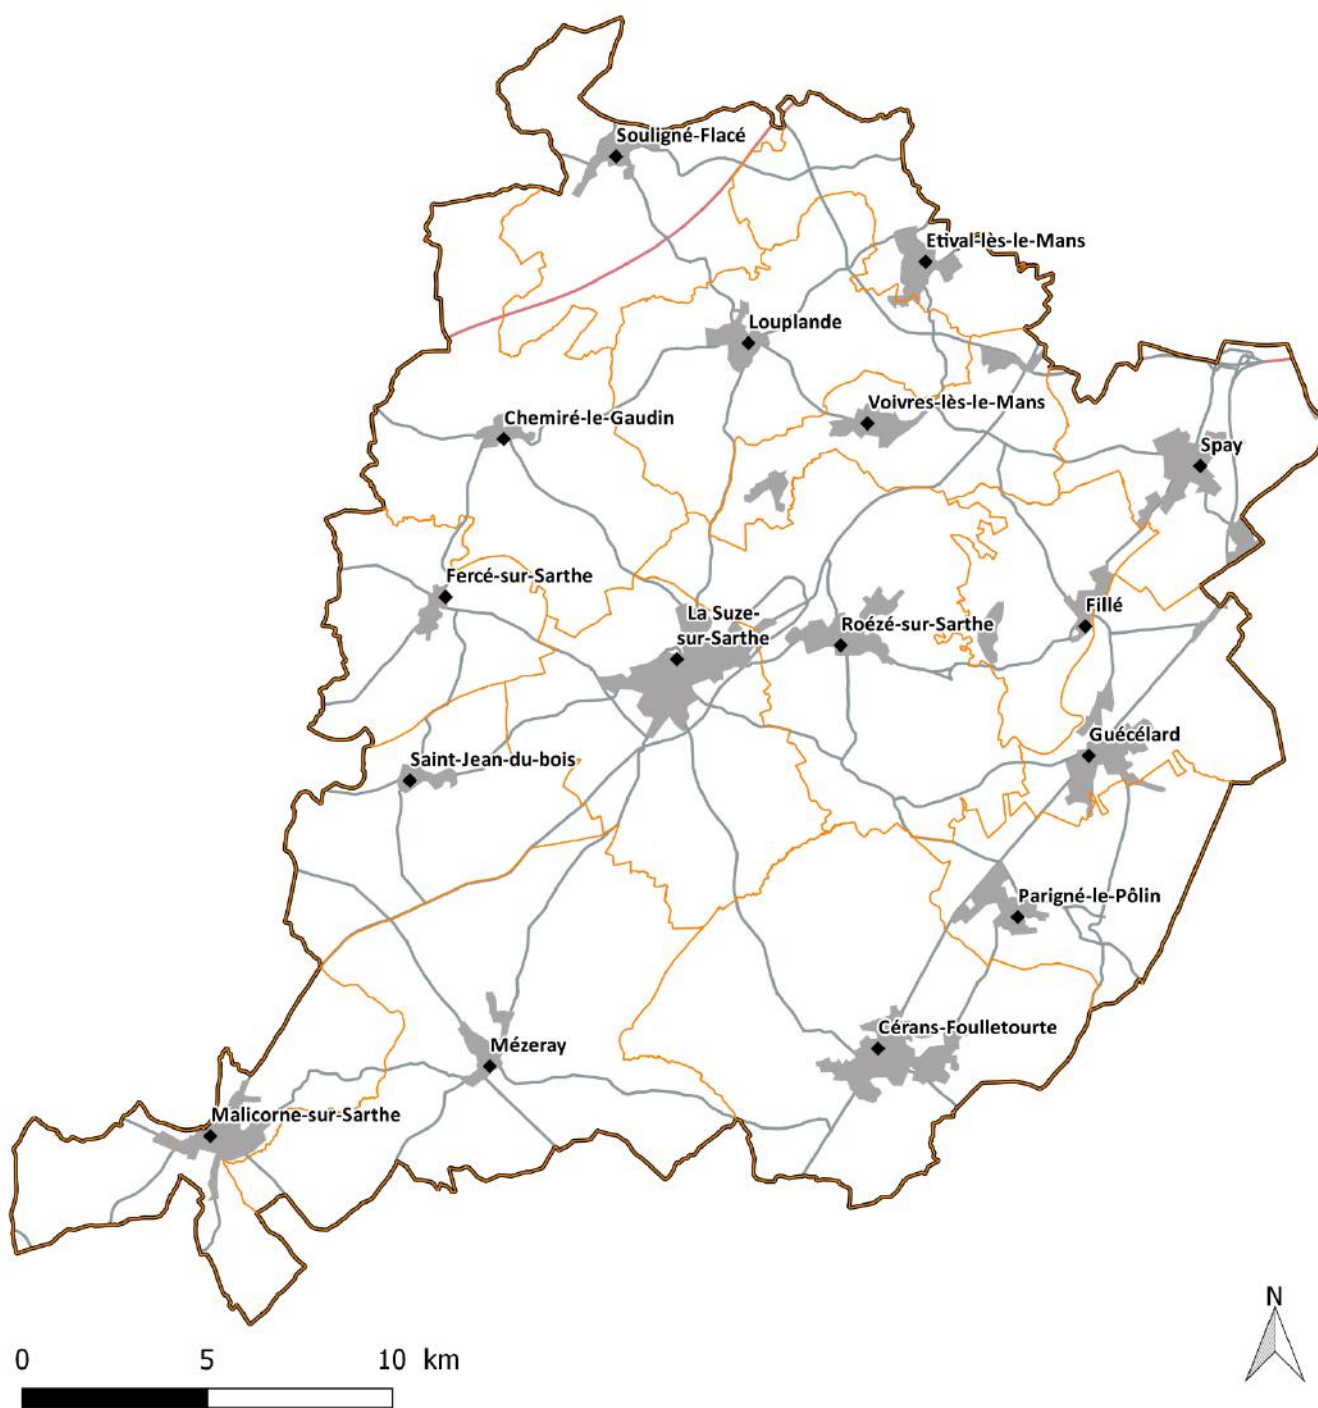 Souligné-Flacé
Etival-lès-le-Mans
Louplande
Voivres-lès-le-Mans
Chemiré-le-Gaudin
Spay
Fercé-sur-Sarthe
La Suze-
sur-Sarthe
Roézé-sur-Sarthe
Fillé
Guécélard
Saint-Jean-du-bois
Parigné-le-Pôlin
Cérans-Foulletourte
Mézeray
Malicorne-sur-Sarthe
N
0 5 10 km